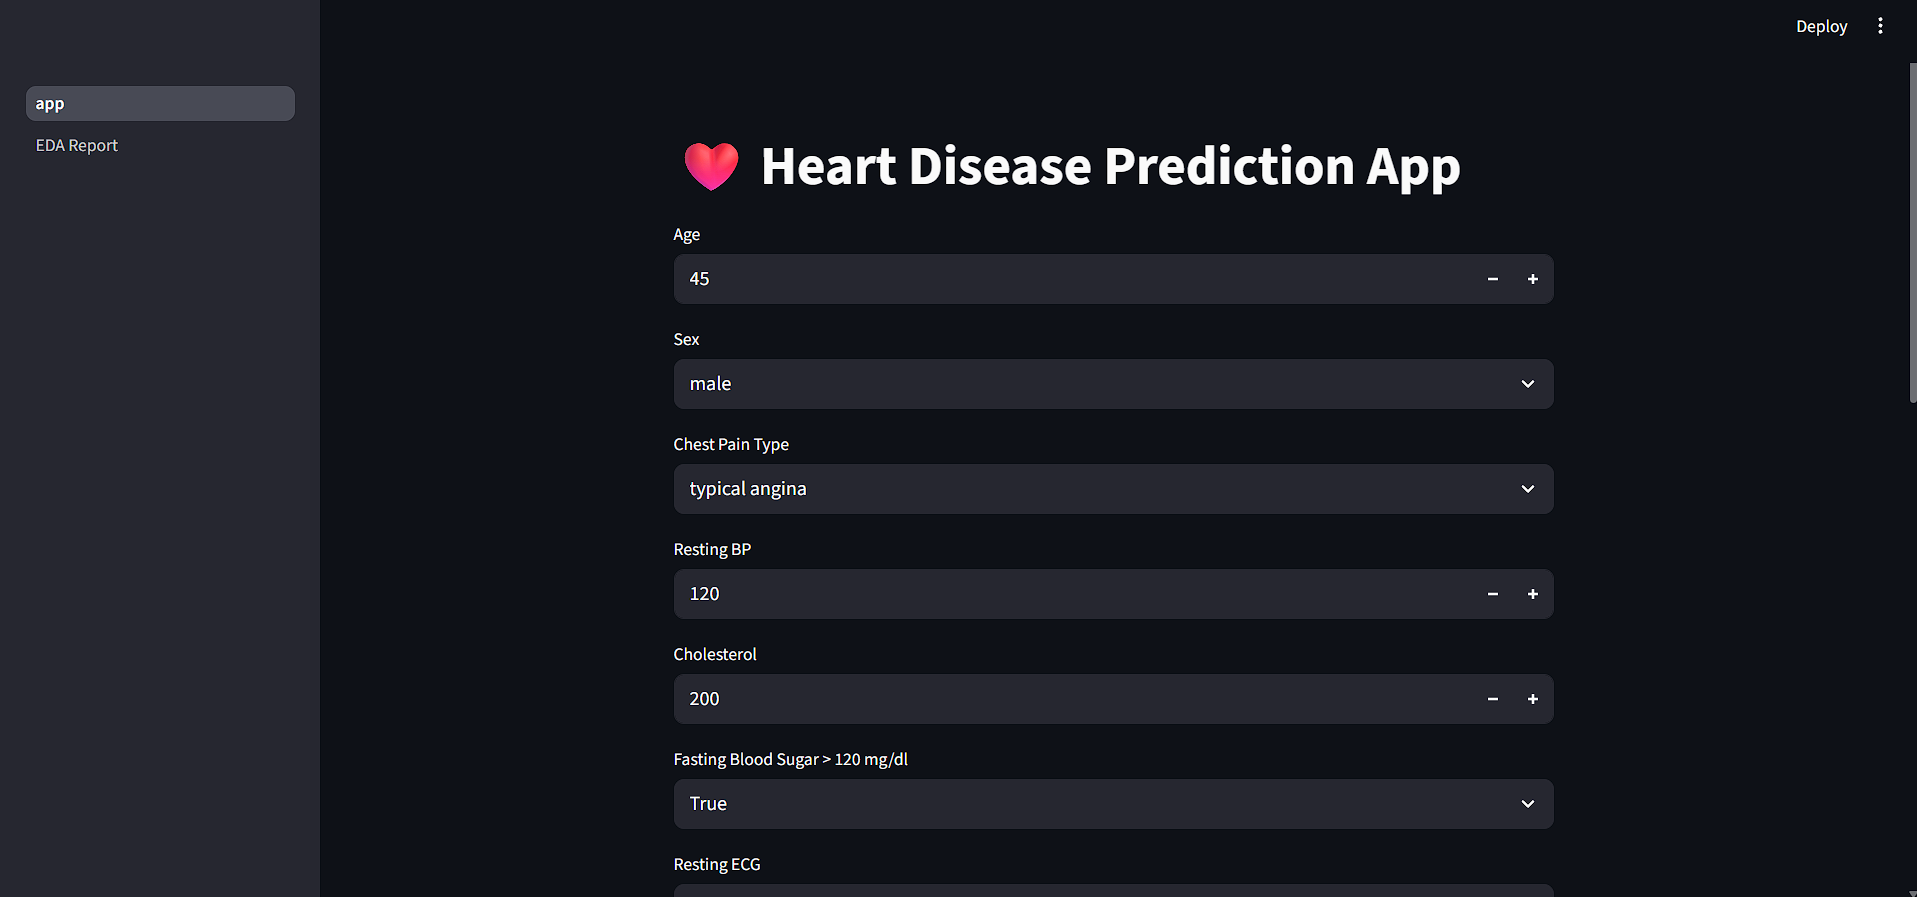 Deploy
app
EDA Report
Heart Disease Prediction App
Age
45
Sex
male
Chest Pain Type
typical angina
Resting BP
120
Cholesterol
200
Fasting Blood Sugar > 120 mg/dl
True
Resting ECG